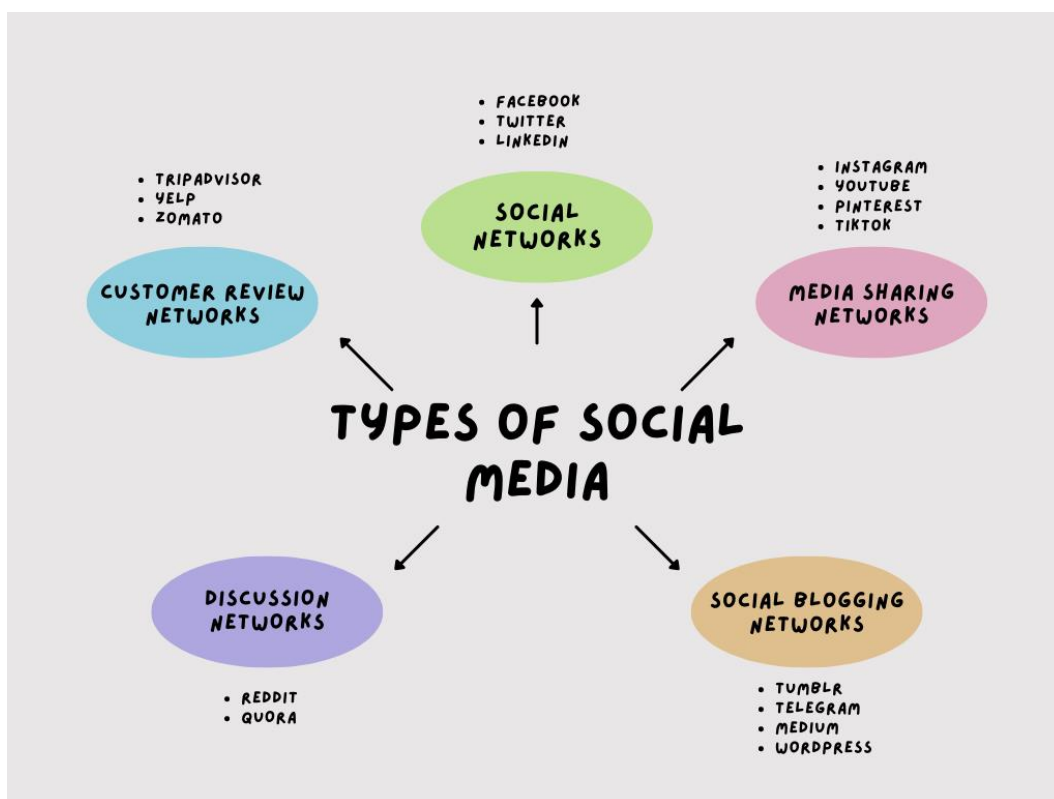 • FACEBOOK
• TWITTER
• LINKEDIN
SOCIAL
NETWORKS
• TRIPADVISOR
• YELP
• ZOMATO
CUSTOMER REVIEW
NETWORKS
• INSTAGRAM
• YOUTUBE
• PINTEREST
• TIKTOK
MEDIA SHARING
NETWORKS
TYPES OF SOCIAL
MEDIA
DISCUSSION
NETWORKS
• REDDIT
• QUORA
SOCIAL BLOGGING
NETWORKS
• TUMBLR
• TELEGRAM
• MEDIUM
• WORDPRESS